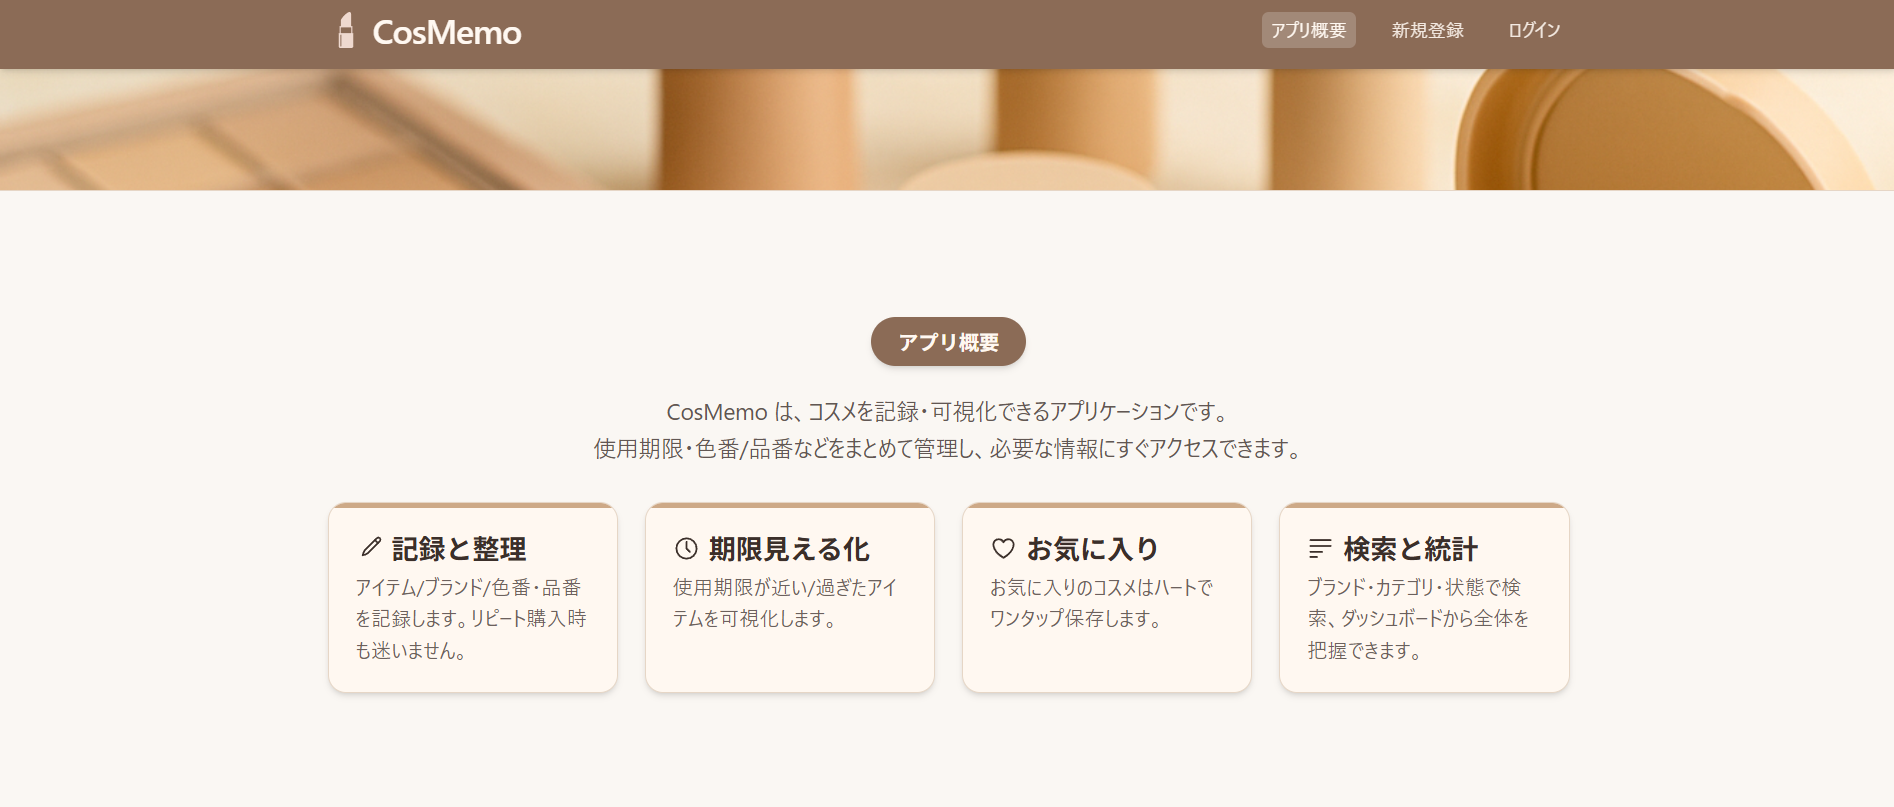 CosMemo
アプリ概要
新規登録
ログイン
アプリ概要
CosMemo は、コスメを記録・可視化できるアプリケーションです。
使用期限・色番/品番などをまとめて管理し、必要な情報にすぐアクセスできます。
記録と整理
アイテム/ブランド/色番・品番
を記録します。リピート購入時
も迷いません。
期限見える化
使用期限が近い/過ぎたアイ
テムを可視化します。
お気に入り
お気に入りのコスメはハートで
ワンタップ保存します。
検索と統計
ブランド・カテゴリ・状態で検
索、ダッシュボードから全体を
把握できます。